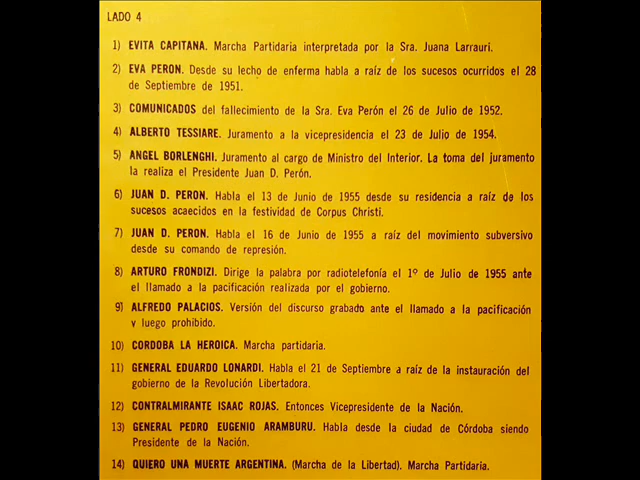 LADO 4
1) EVITA CAPITANA. Marcha Partidaria interpretada por la Sra. Juana Larrauri.
2) EVA PERON. Desde su lecho de enferma habla a raíz de los sucesos ocurridos el 28
de Septiembre de 1951.
3) COMUNICADOS del fallecimiento de la Sra. Eva Perón el 26 de Julio de 1952.
4) ALBERTO TESSIARE. Juramento a la vicepresidencia el 23 de Julio de 1954.
5) ANGEL BORLENGHI. Juramento al cargo de Ministro del Interior. La toma del juramento
la realiza el Presidente Juan D. Perón.
6) JUAN D. PERON. Habla el 13 de Junio de 1955 desde su residencia a raíz de los
sucesos acaecidos en la festividad de Corpus Christi.
7) JUAN D. PERON. Habla el 16 de Junio de 1955 a raíz del movimiento subversivo
desde su comando de represión.
8) ARTURO FRONDIZI. Dirige la palabra por radiotelefonía el 1º de Julio de 1955 ante
el llamado a la pacificación realizada por el gobierno.
9) ALFREDO PALACIOS. Versión del discurso grabado ante el llamado a la pacificación
y luego prohibido.
10) CORDOBA LA HEROICA. Marcha partidaria.
11) GENERAL EDUARDO LONARDI. Habla el 21 de Septiembre a raíz de la instauración del
gobierno de la Revolución Libertadora.
12) CONTRALMIRANTE ISAAC ROJAS. Entonces Vicepresidente de la Nación.
13) GENERAL PEDRO EUGENIO ARAMBURU. Habla desde la ciudad de Córdoba siendo
Presidente de la Nación.
14) QUIERO UNA MUERTE ARGENTINA. (Marcha de la Libertad). Marcha Partidaria.